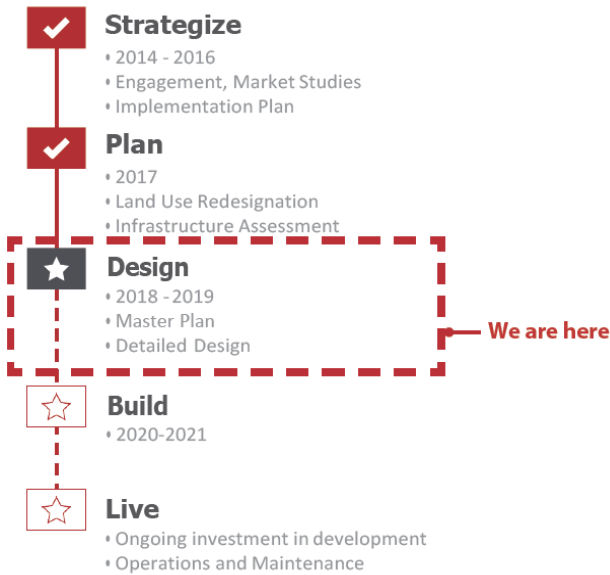 Strategize
• 2014 - 2016
• Engagement, Market Studies
• Implementation Plan
Plan
• 2017
• Land Use Redesignation
• Infrastructure Assessment
Design
• 2018 - 2019
• Master Plan
• Detailed Design
We are here
Build
• 2020-2021
Live
• Ongoing investment in development
• Operations and Maintenance